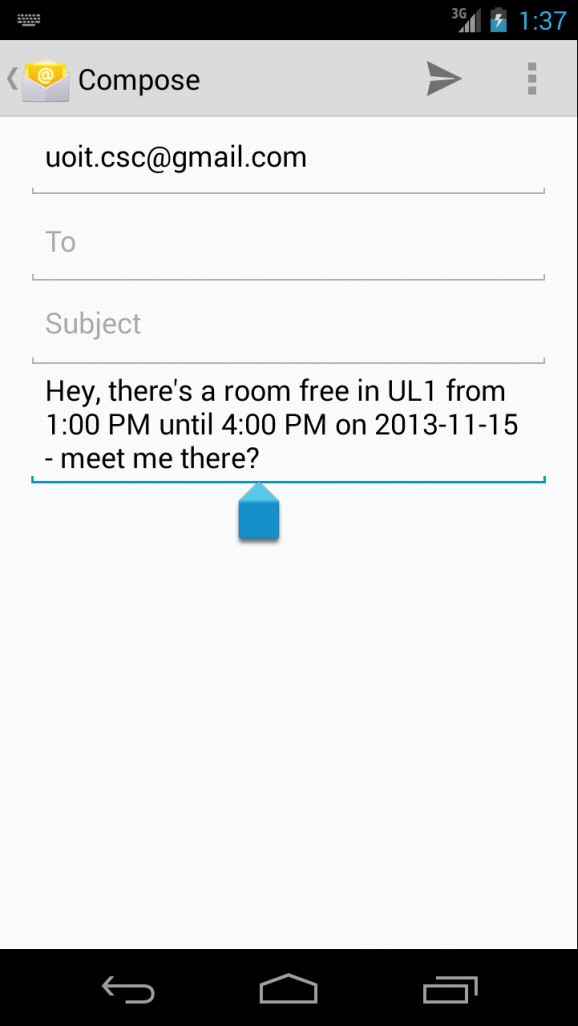 3G 1:37
Compose
uoit.csc@gmail.com
To
Subject
Hey, there's a room free in UL1 from
1:00 PM until 4:00 PM on 2013-11-15
- meet me there?